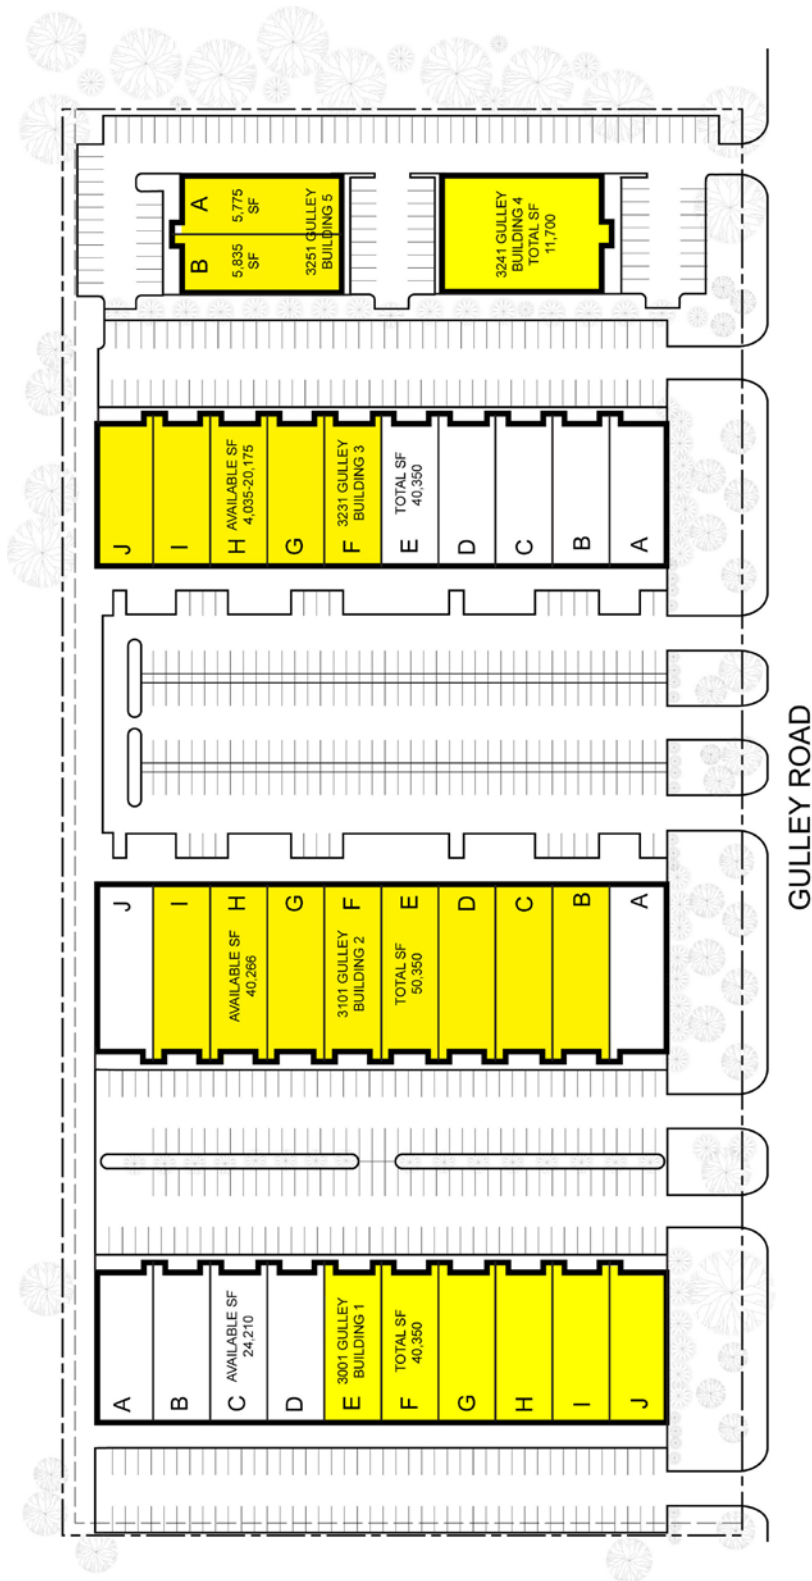 A
5,775
SF
B
5,835
SF
3251 GULLEY
BUILDING 5
3241 GULLEY
BUILDING 4
TOTAL SF
11,700
J
I
H
AVAILABLE SF
4,035-20,175
G
F
3231 GULLEY
BUILDING 3
E
TOTAL SF
40,350
D
C
B
A
J
I
H
AVAILABLE SF
40,266
G
F
3101 GULLEY
BUILDING 2
E
TOTAL SF
50,350
D
C
B
A
A
B
C
AVAILABLE SF
24,210
D
E
3001 GULLEY
BUILDING 1
F
TOTAL SF
40,350
G
H
I
J
GULLEY ROAD